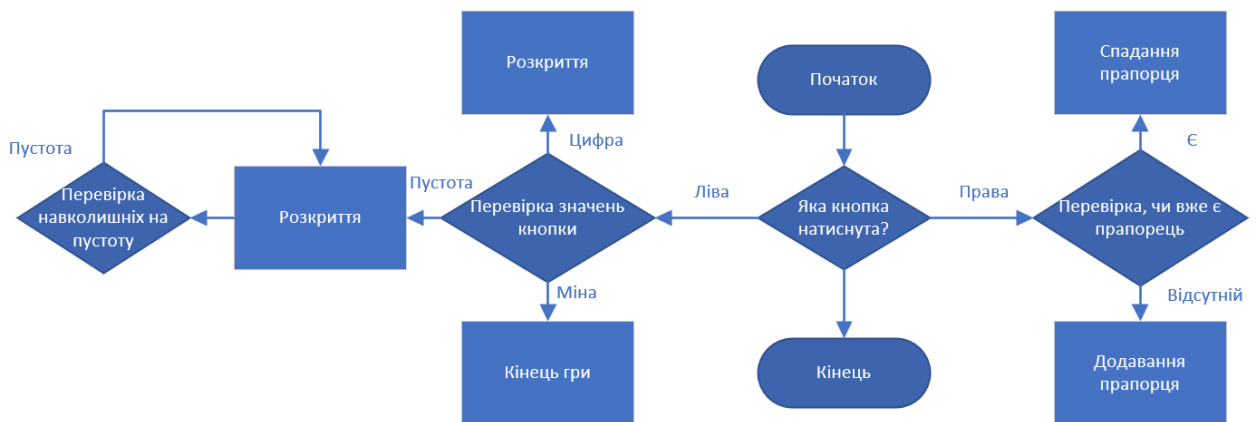 Розкриття
Початок
Спадання
прапорця
Пустота
Цифра
Є
Перевірка
навколишніх на
пустоту
Розкриття
Пустота
Перевірка значень
кнопки
Ліва
Яка кнопка
натиснута?
Права
Перевірка, чи вже є
прапорець
Міна
Відсутній
Кінець гри
Кінець
Додавання
прапорця